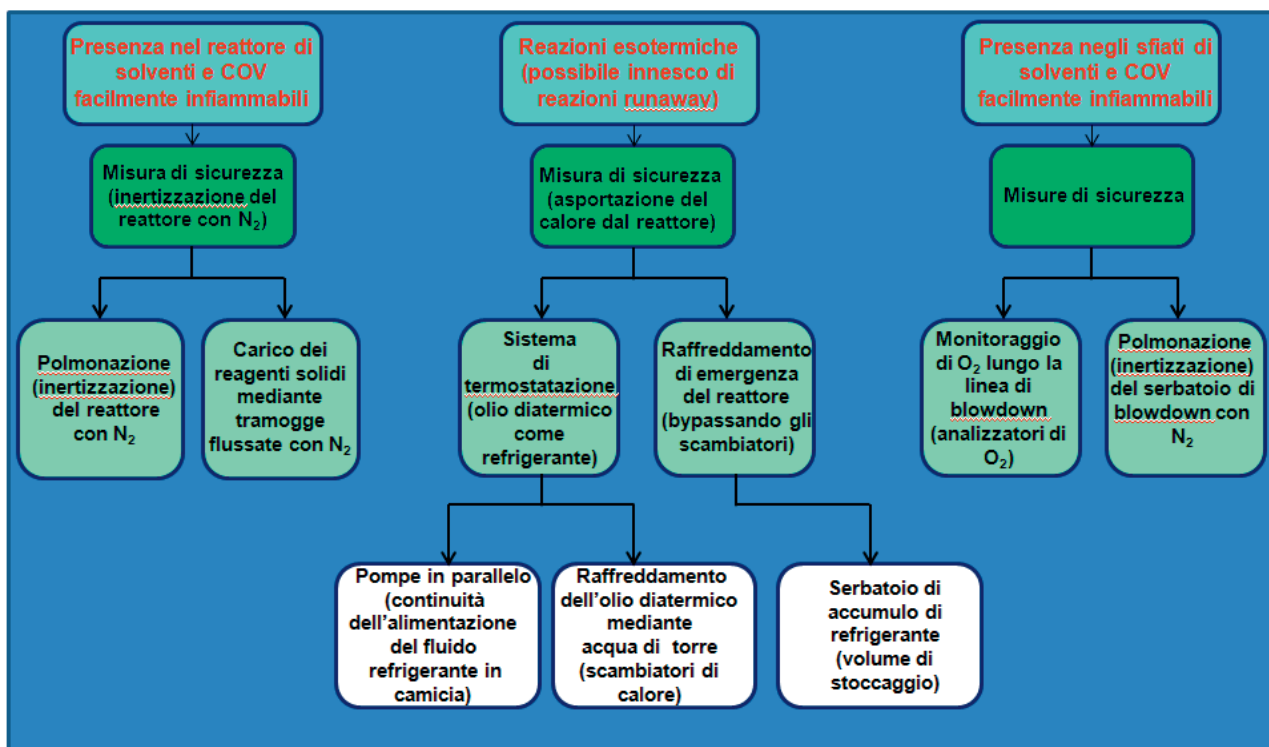 Presenza nel reattore di
solventi e COV
facilmente infiammabili
Reazioni esotermiche
(possibile innesco di
reazioni runaway)
Presenza negli sfiati di
solventi e COV
facilmente infiammabili
Misura di sicurezza
(inertizzazione del
reattore con N₂)
Misura di sicurezza
(asportazione del
calore dal reattore)
Misure di sicurezza
Polmonazione
(inertizzazione)
del reattore
con N₂
Carico dei
reagenti solidi
mediante
tramogge
flussate con N₂
Sistema
di
termostatazione
(olio diatermico
come
refrigerante)
Raffreddamento
di emergenza
del reattore
(bypassando gli
scambiatori)
Monitoraggio
di O₂ lungo la
linea di
blowdown
(analizzatori di
O₂)
Polmonazione
(inertizzazione)
del serbatoio di
blowdown con
N₂
Pompe in parallelo
(continuità
dell'alimentazione
del fluido
refrigerante in
camicia)
Raffreddamento
dell'olio diatermico
mediante
acqua di torre
(scambiatori di
calore)
Serbatoio di
accumulo di
refrigerante
(volume di
stoccaggio)